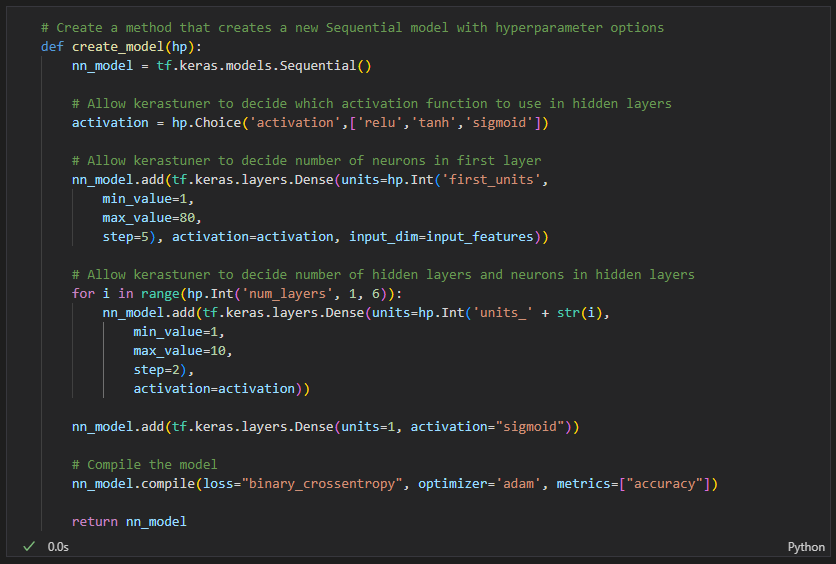 # Create a method that creates a new Sequential model with hyperparameter options
def create_model(hp):
    nn_model = tf.keras.models.Sequential()

    # Allow kerastuner to decide which activation function to use in hidden layers
    activation = hp.Choice('activation',['relu','tanh','sigmoid'])

    # Allow kerastuner to decide number of neurons in first layer
    nn_model.add(tf.keras.layers.Dense(units=hp.Int('first_units',
        min_value=1,
        max_value=80,
        step=5), activation=activation, input_dim=input_features))

    # Allow kerastuner to decide number of hidden layers and neurons in hidden layers
    for i in range(hp.Int('num_layers', 1, 6)):
        nn_model.add(tf.keras.layers.Dense(units=hp.Int('units_' + str(i),
            min_value=1,
            max_value=10,
            step=2),
            activation=activation))

    nn_model.add(tf.keras.layers.Dense(units=1, activation="sigmoid"))

    # Compile the model
    nn_model.compile(loss="binary_crossentropy", optimizer='adam', metrics=["accuracy"])

    return nn_model
✓ 0.0s
Python